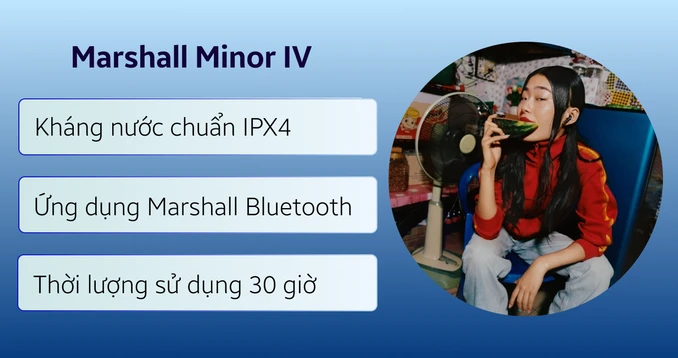 Marshall Minor IV
Kháng nước chuẩn IPX4
Ứng dụng Marshall Bluetooth
Thời lượng sử dụng 30 giờ